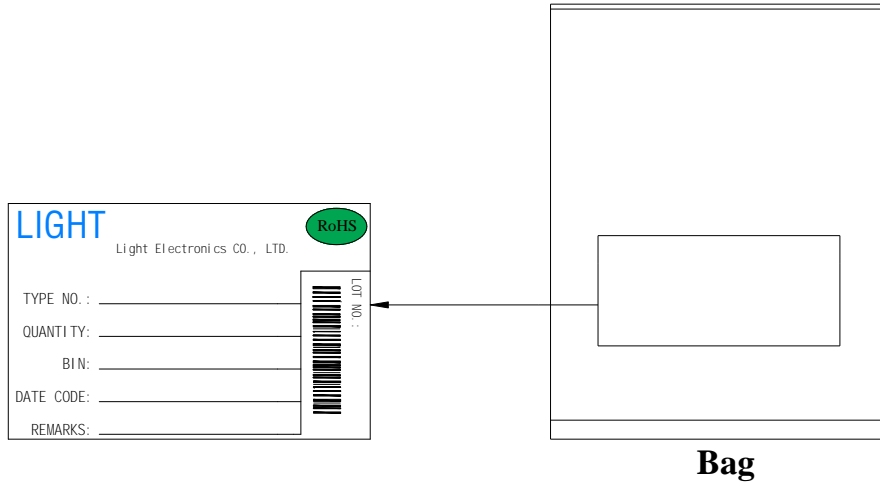 LIGHT
RoHS
Light Electronics CO., LTD.
LOT NO.:
TYPE NO.:
QUANTITY:
BIN:
DATE CODE:
REMARKS:
Bag